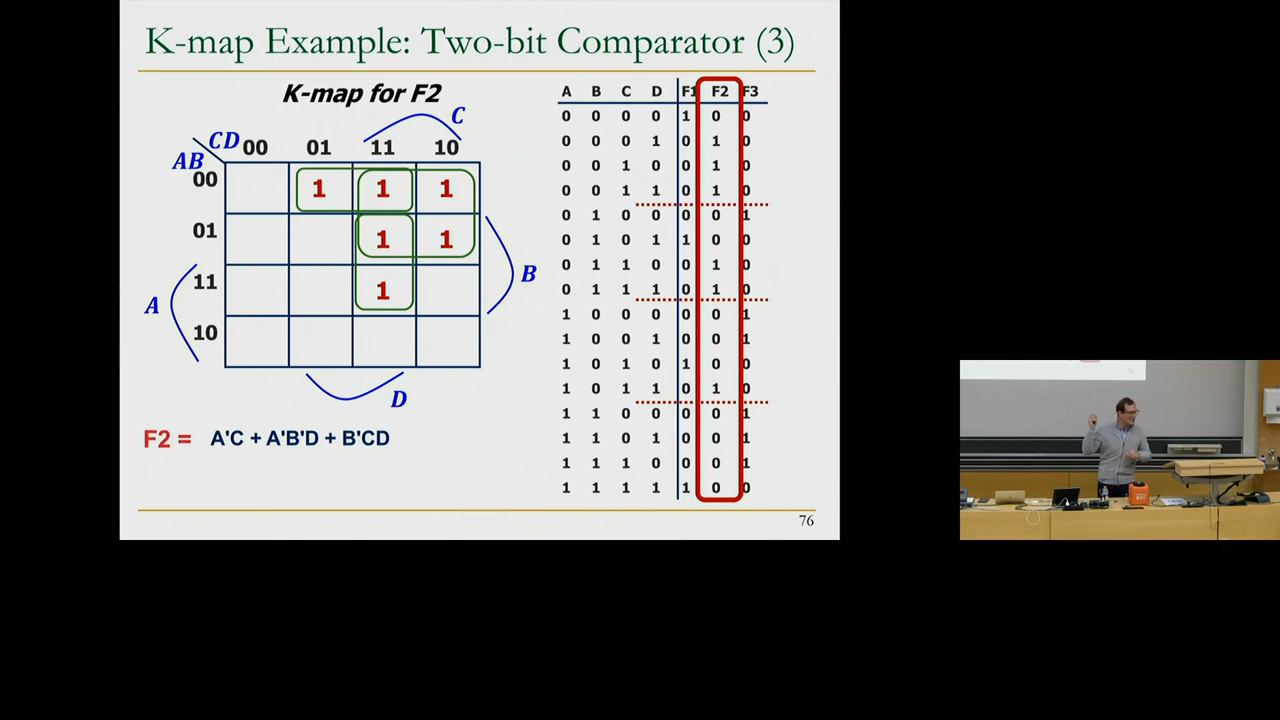 K-map Example: Two-bit Comparator (3)
K-map for F2
C
CD 00 01 11 10
AB
00 1 1 1
01 1 1
11 1
10
A
B
D
F2 = A'C + A'B'D + B'CD
A B C D F1 F2 F3
0 0 0 0 1 0 0
0 0 0 1 0 1 0
0 0 1 0 0 1 0
0 0 1 1 0 1 0
0 1 0 0 0 0 1
0 1 0 1 1 0 0
0 1 1 0 0 1 0
0 1 1 1 0 1 0
1 0 0 0 0 0 1
1 0 0 1 0 0 1
1 0 1 0 1 0 0
1 0 1 1 0 1 0
1 1 0 0 0 0 1
1 1 0 1 0 0 1
1 1 1 0 0 0 1
1 1 1 1 1 0 0
76